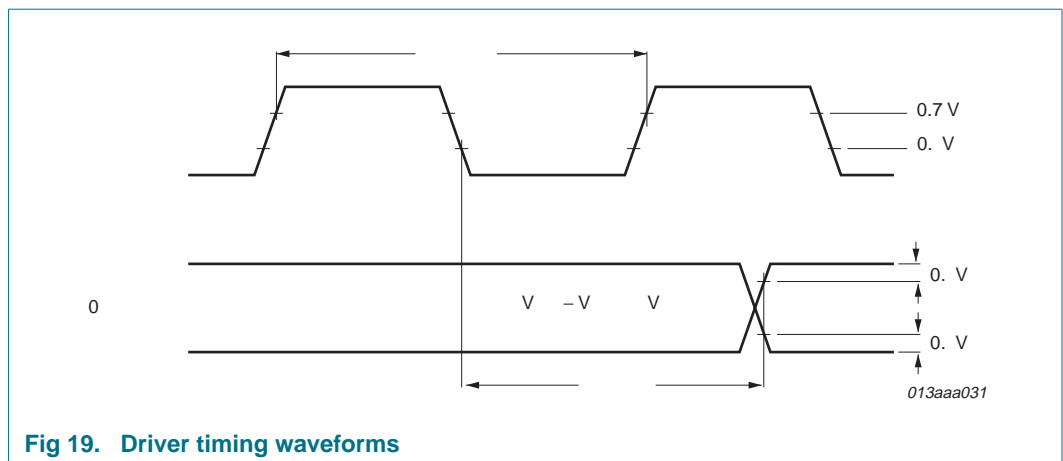 0.7 V
0. V
0. V
0
V – V V
0. V
013aaa031
Fig 19. Driver timing waveforms